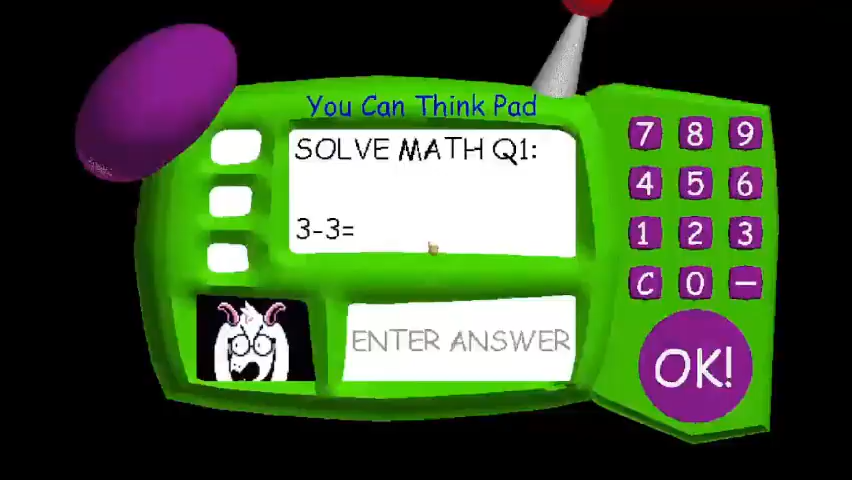 You Can Think Pad
SOLVE MATH Q1:
3-3=
ENTER ANSWER
7 8 9
4 5 6
1 2 3
C 0 -
OK!